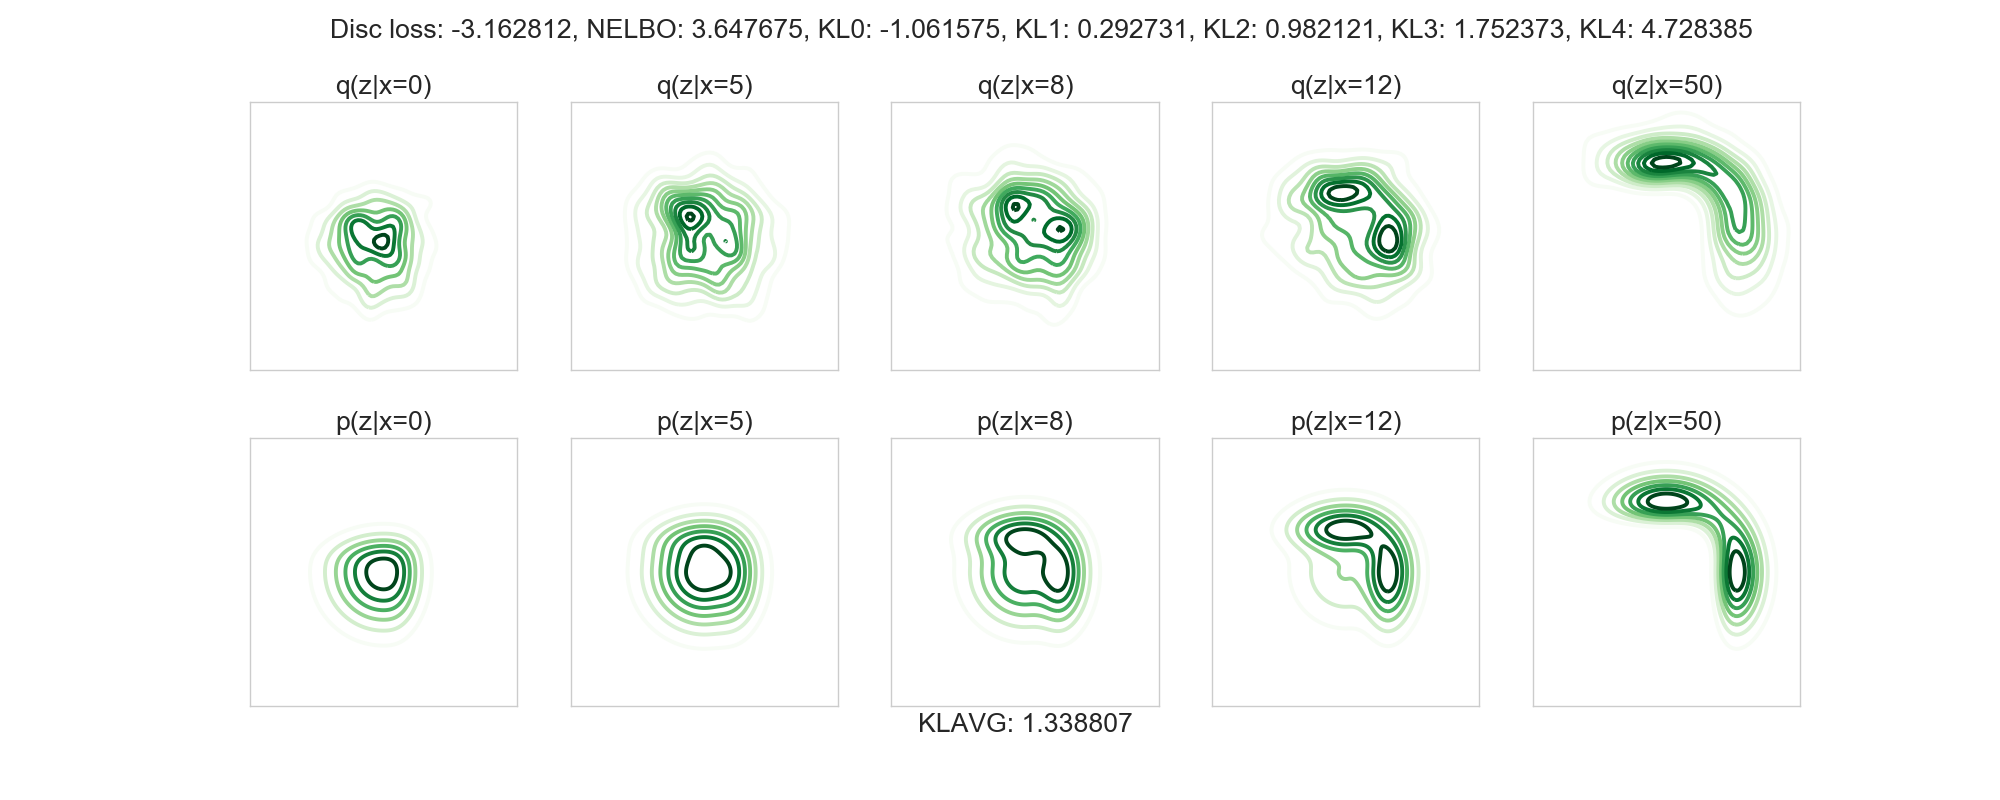 Disc loss: -3.162812, NELBO: 3.647675, KL0: -1.061575, KL1: 0.292731, KL2: 0.982121, KL3: 1.752373, KL4: 4.728385
q(z|x=0) q(z|x=5) q(z|x=8) q(z|x=12) q(z|x=50)
p(z|x=0) p(z|x=5) p(z|x=8) p(z|x=12) p(z|x=50)
KLAVG: 1.338807